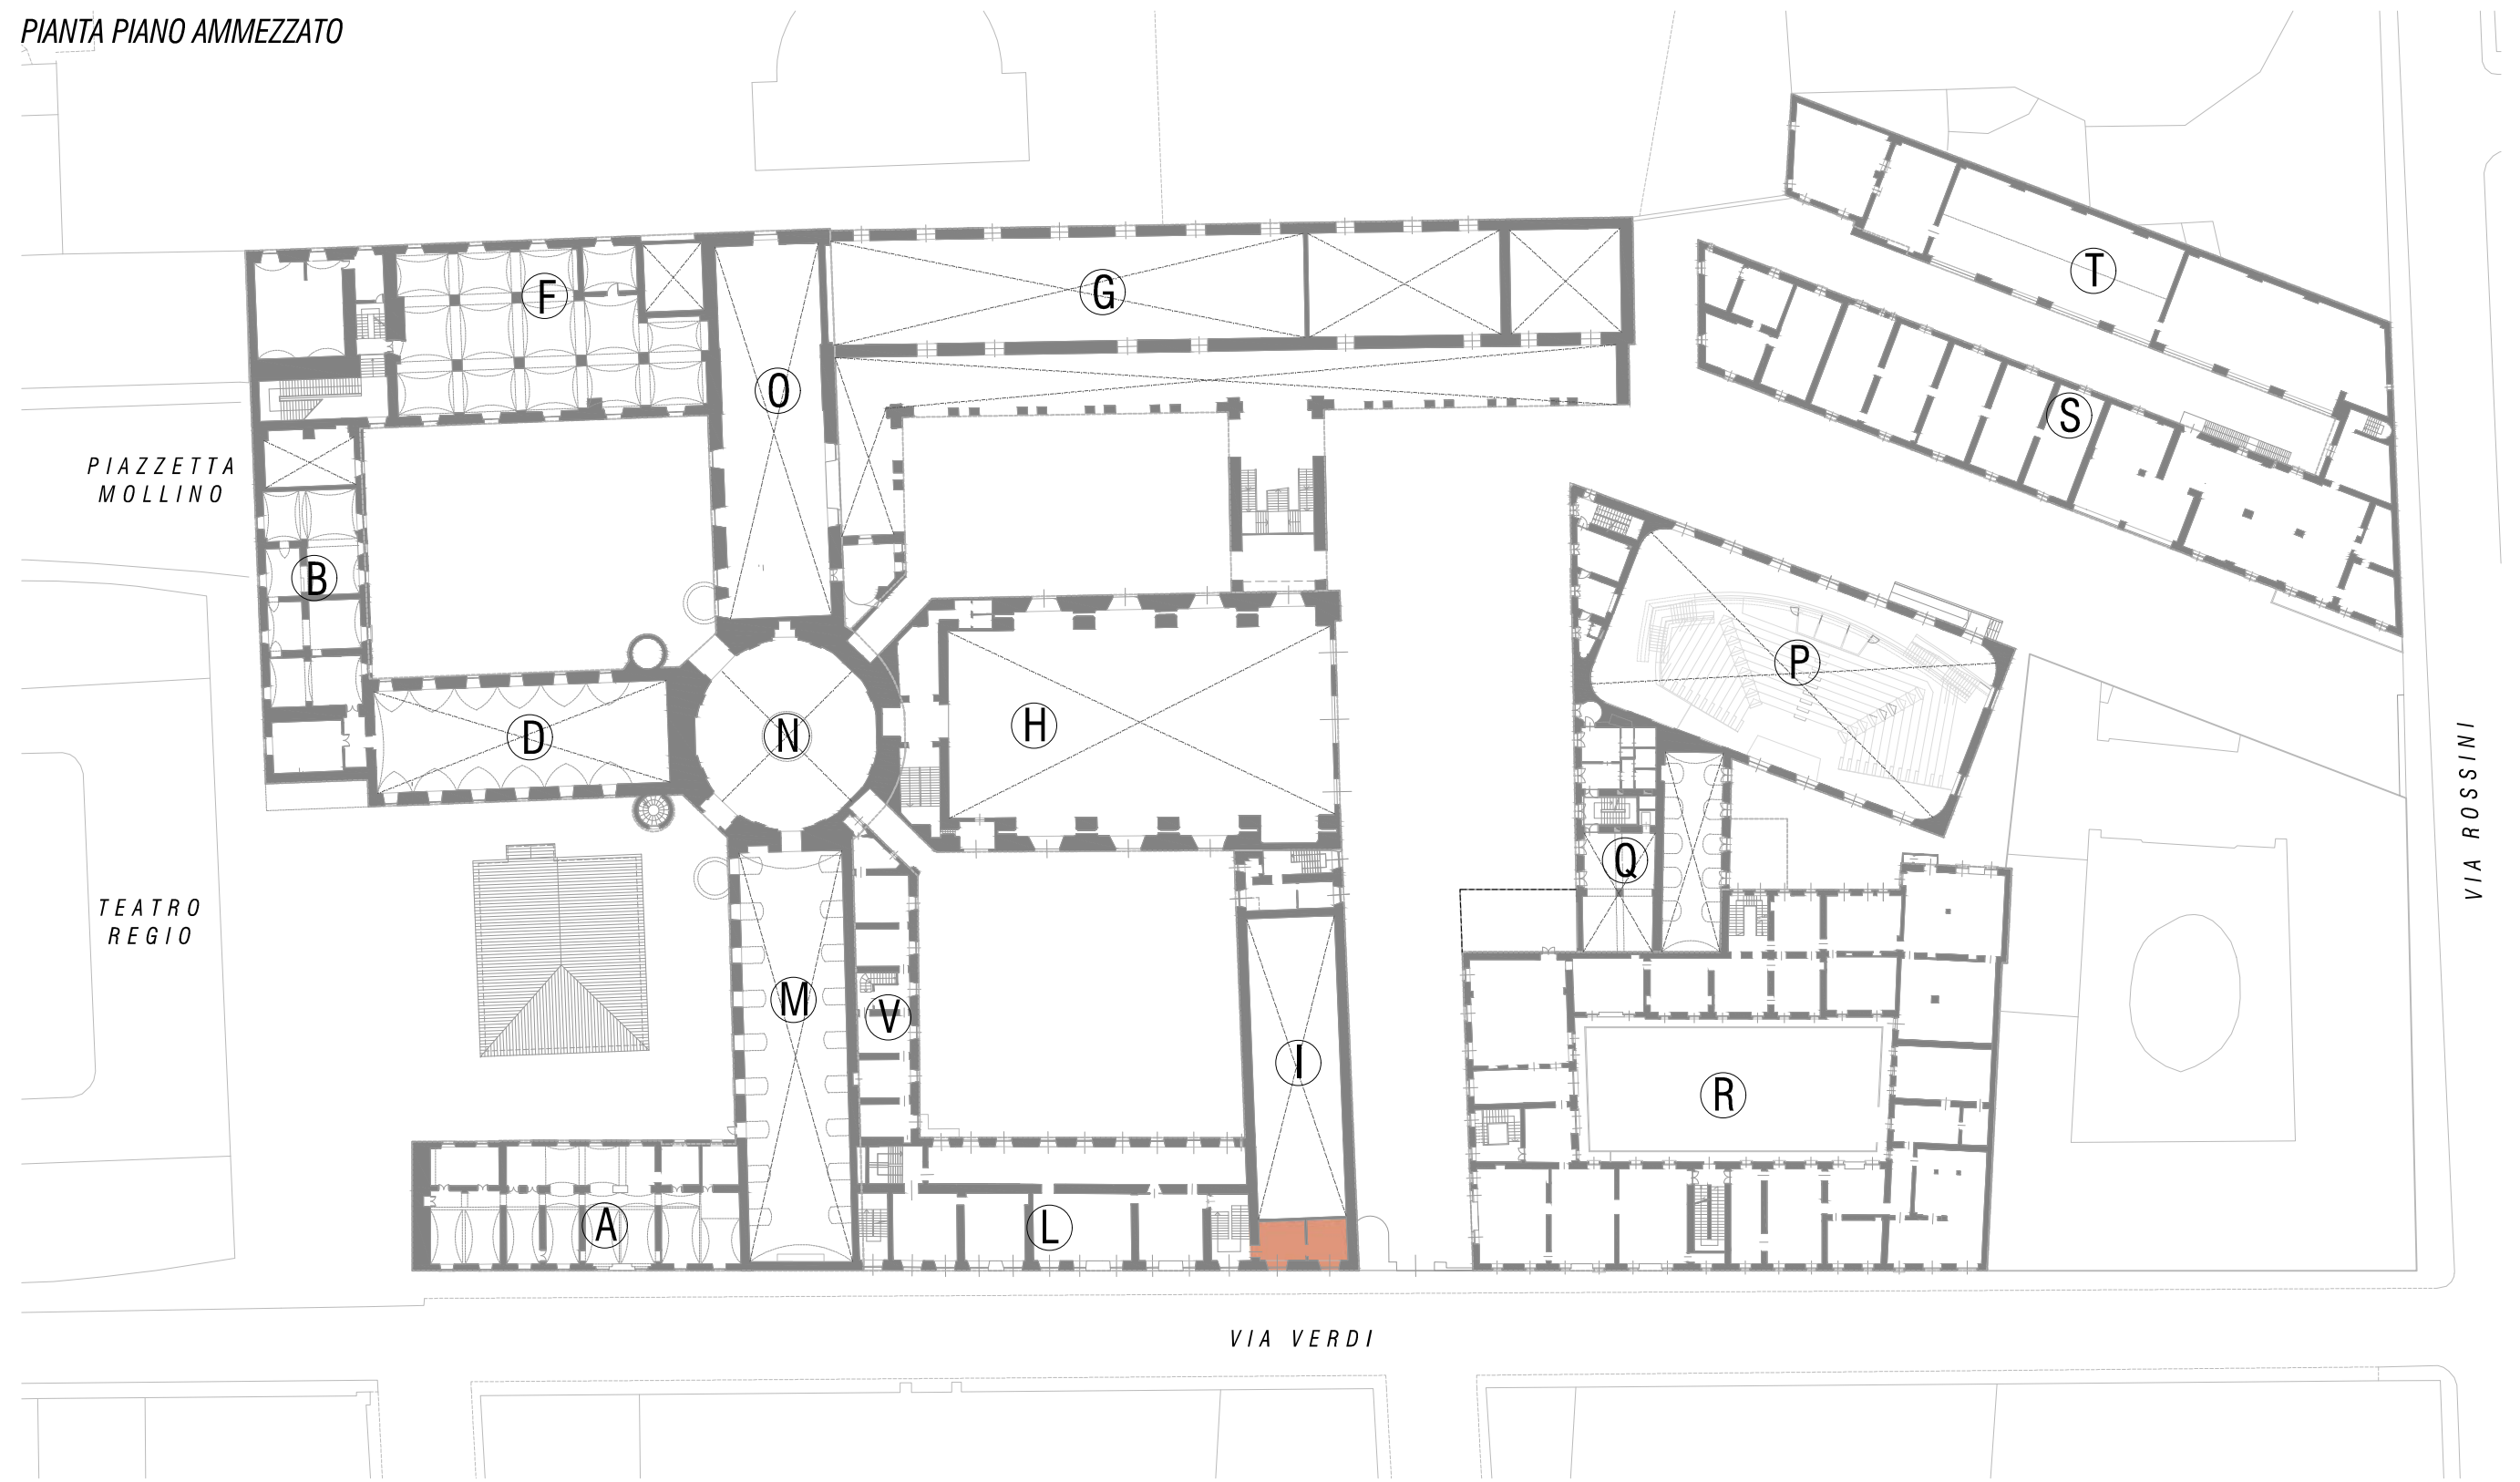 PIANTA PIANO AMMEZZATO
T
F
G
O
S
PIAZZETTA
MOLLINO
B
P
H
D
N
VIA ROSSINI
Q
TEATRO
REGIO
M
V
I
R
A
L
VIA VERDI